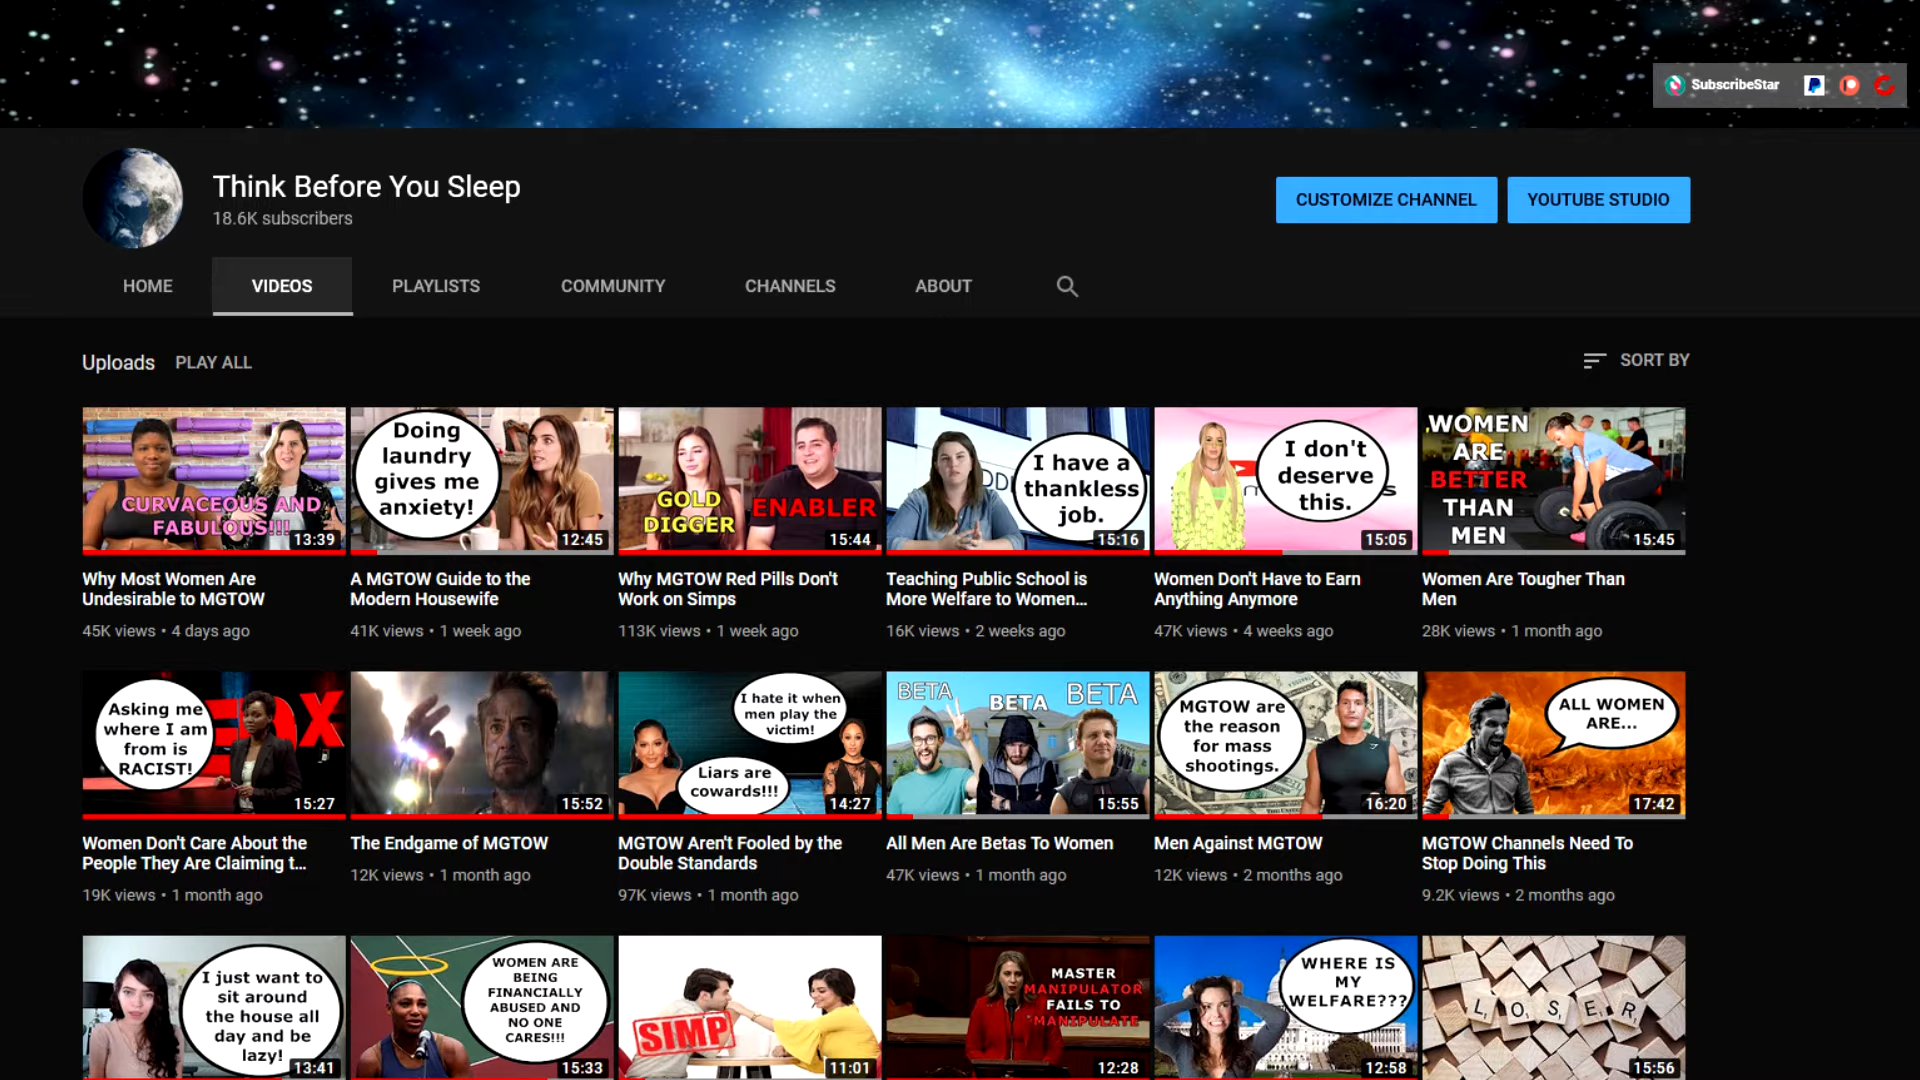 SubscribeStar
Think Before You Sleep
18.6K subscribers
CUSTOMIZE CHANNEL
YOUTUBE STUDIO
HOME
VIDEOS
PLAYLISTS
COMMUNITY
CHANNELS
ABOUT
Uploads
PLAY ALL
SORT BY
CURVACEOUS AND
FABULOUS!!!
13:39
Doing
laundry
gives me
anxiety!
12:45
GOLD
DIGGER
ENABLER
15:44
I have a
thankless
job.
15:16
I don't
deserve
this.
15:05
WOMEN
ARE
BETTER
THAN
MEN
15:45
Why Most Women Are
Undesirable to MGTOW
45K views • 4 days ago
A MGTOW Guide to the
Modern Housewife
41K views • 1 week ago
Why MGTOW Red Pills Don't
Work on Simps
113K views • 1 week ago
Teaching Public School is
More Welfare to Women...
16K views • 2 weeks ago
Women Don't Have to Earn
Anything Anymore
47K views • 4 weeks ago
Women Are Tougher Than
Men
28K views • 1 month ago
Asking me
where I am
from is
RACIST!
15:27
15:52
I hate it when
men play the
victim!
Liars are
cowards!!!
14:27
BETA
BETA
BETA
15:55
MGTOW are
the reason
for mass
shootings.
16:20
ALL WOMEN
ARE...
17:42
Women Don't Care About the
People They Are Claiming t...
19K views • 1 month ago
The Endgame of MGTOW
12K views • 1 month ago
MGTOW Aren't Fooled by the
Double Standards
97K views • 1 month ago
All Men Are Betas To Women
47K views • 1 month ago
Men Against MGTOW
12K views • 2 months ago
MGTOW Channels Need To
Stop Doing This
9.2K views • 2 months ago
I just want to
sit around
the house all
day and be
lazy!
13:41
WOMEN ARE
BEING
FINANCIALLY
ABUSED AND
NO ONE
CARES!!!
15:33
SIMP
11:01
MASTER
MANIPULATOR
FAILS TO
MANIPULATE
12:28
WHERE IS
MY
WELFARE???
12:58
LOSER
15:56